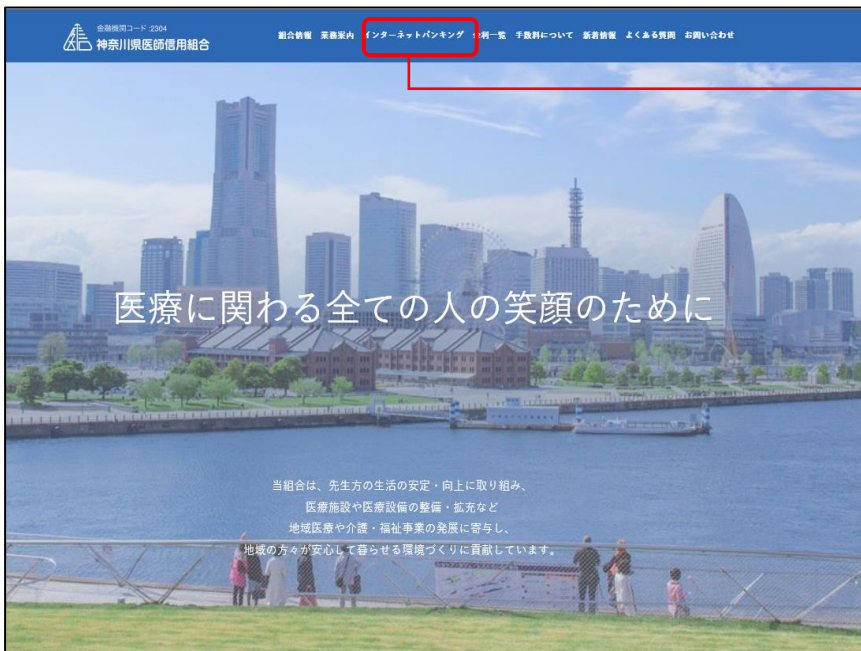 金融機関コード:2304
神奈川県医師信用組合
組合情報 業務案内 インターネットバンキング 金利一覧 手数料について 新着情報 よくある質問 お問い合わせ
医療に関わる全ての人の笑顔のために
当組合は、先生方の生活の安定・向上に取り組み、
医療施設や医療設備の整備・拡充など
地域医療や介護・福祉事業の発展に寄与し、
地域の方々が安心して暮らせる環境づくりに貢献しています。